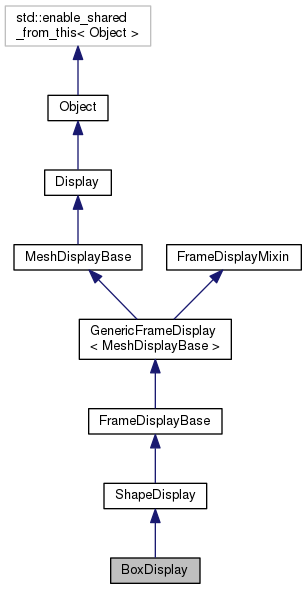 std::enable_shared
_from_this< Object >
Object
Display
MeshDisplayBase
FrameDisplayMixin
GenericFrameDisplay
< MeshDisplayBase >
FrameDisplayBase
ShapeDisplay
BoxDisplay